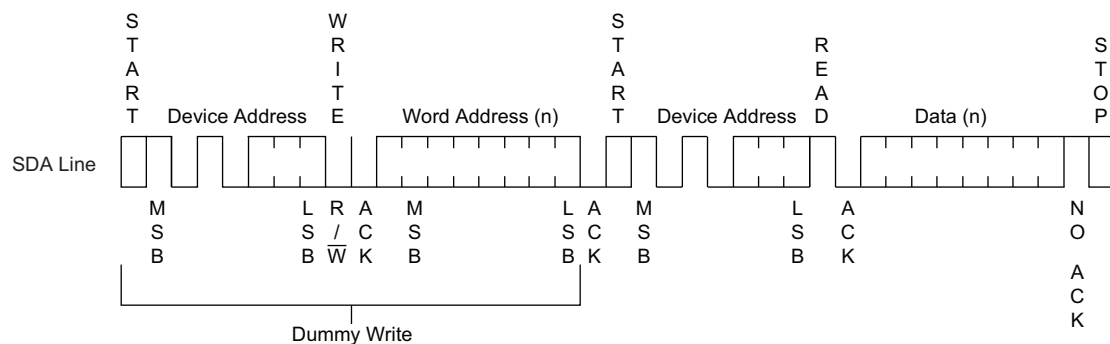 START
WRITE
START
READ
STOP
Device Address
Word Address (n)
Device Address
Data (n)
SDA Line
MSB
LSB
R/W̅
ACK
MSB
LSB
ACK
MSB
LSB
ACK
NO ACK
Dummy Write